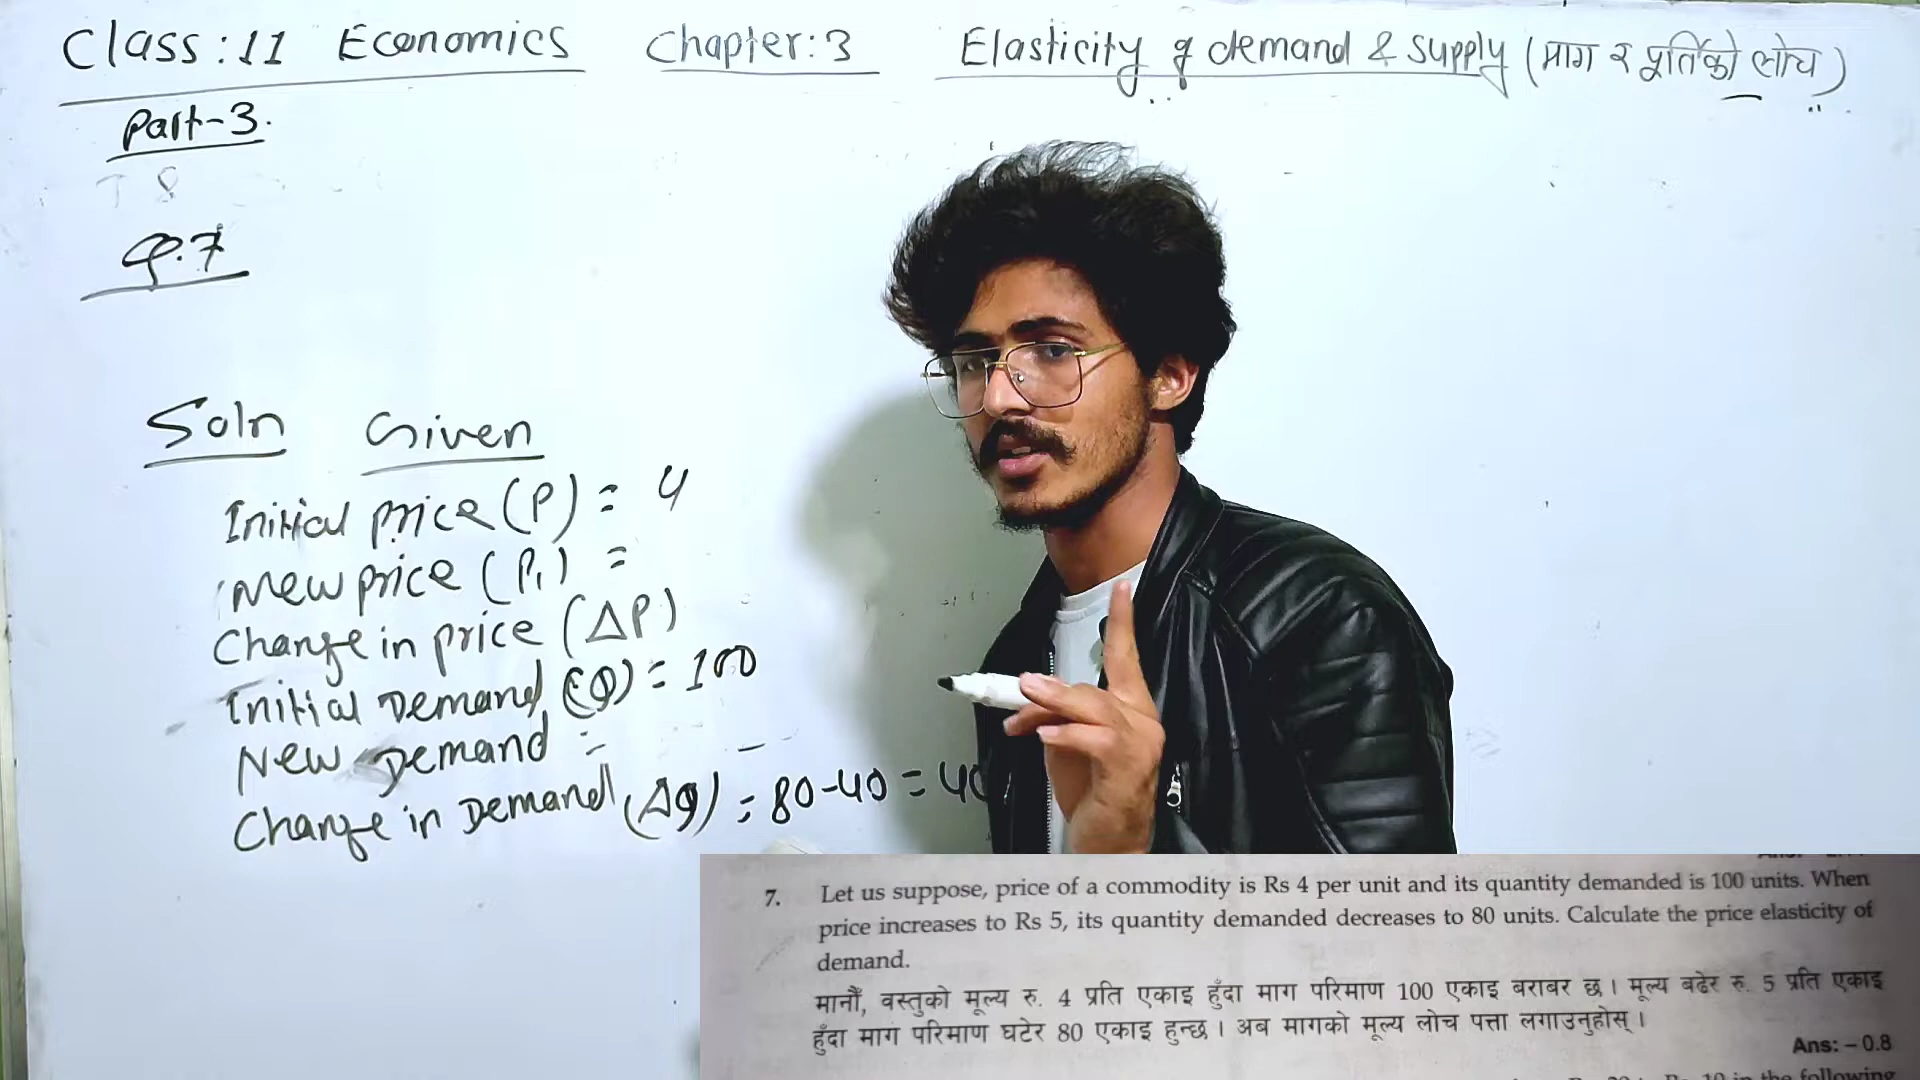 Class:11 Economics Chapter:3 Elasticity of demand & supply (माग र पूर्तिको लोच)
Part-3.
Q.7
Soln Given
Initial price (P) = 4
New price (P1) =
Change in price (ΔP)
Initial Demand (Q) = 100
New Demand =
Change in Demand (ΔQ) = 80-40 = 40
7. Let us suppose, price of a commodity is Rs 4 per unit and its quantity demanded is 100 units. When
price increases to Rs 5, its quantity demanded decreases to 80 units. Calculate the price elasticity of
demand.
मानौं, वस्तुको मूल्य रु. 4 प्रति एकाइ हुँदा माग परिमाण 100 एकाइ बराबर छ । मूल्य बढेर रु. 5 प्रति एकाइ
हुँदा माग परिमाण घटेर 80 एकाइ हुन्छ । अब मागको मूल्य लोच पत्ता लगाउनुहोस् ।
Ans: – 0.8
in the following